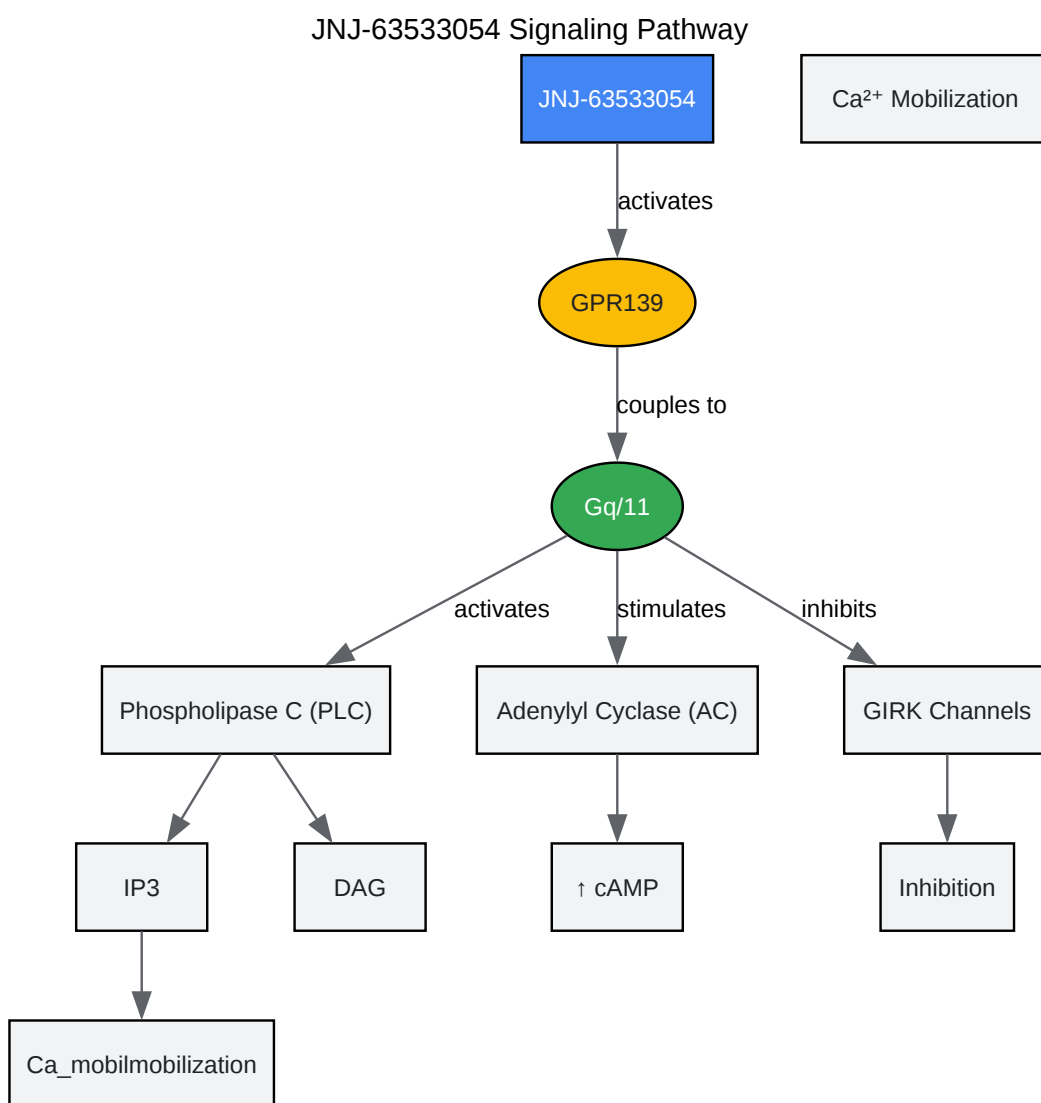 JNJ-63533054 Signaling Pathway
JNJ-63533054
Ca²⁺ Mobilization
activates
GPR139
couples to
Gq/11
activates
stimulates
inhibits
Phospholipase C (PLC)
Adenylyl Cyclase (AC)
GIRK Channels
IP3
DAG
↑ cAMP
Inhibition
Ca_mobilmobilization